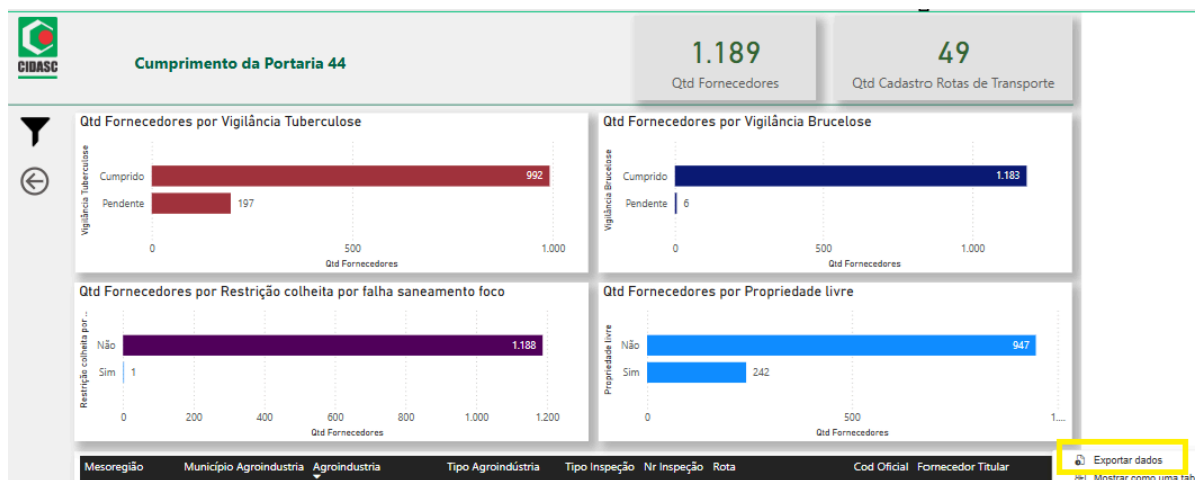 CIDASC
Cumprimento da Portaria 44
1.189
Qtd Fornecedores
49
Qtd Cadastro Rotas de Transporte
Qtd Fornecedores por Vigilância Tuberculose
Vigilância Tuberculose
Cumprido
992
Pendente
197
0
500
1.000
Qtd Fornecedores
Qtd Fornecedores por Vigilância Brucelose
Vigilância Brucelose
Cumprido
1.183
Pendente
6
0
500
1.000
Qtd Fornecedores
Qtd Fornecedores por Restrição colheita por falha saneamento foco
Restrição colheita por ...
Não
1.188
Sim
1
0
200
400
600
800
1.000
1.200
Qtd Fornecedores
Qtd Fornecedores por Propriedade livre
Propriedade livre
Não
947
Sim
242
0
500
1....
Qtd Fornecedores
Mesoregião Município Agroindustria Agroindustria Tipo Agroindústria Tipo Inspeção Nr Inspeção Rota Cod Oficial Fornecedor Titular
Exportar dados
Mostrar como uma tab